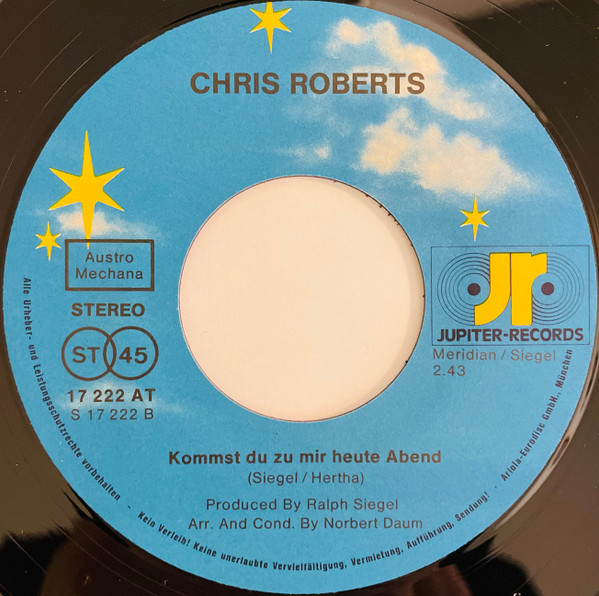 CHRIS ROBERTS
Austro
Mechana
STEREO
ST 45
17 222 AT
S 17 222 B
jr
JUPITER-RECORDS
Meridian / Siegel
2.43
Kommst du zu mir heute Abend
(Siegel / Hertha)
Produced By Ralph Siegel
Arr. And Cond. By Norbert Daum
Alle Urheber- und Leistungsschutzrechte vorbehalten - Kein Verleih! Keine unerlaubte Vervielfältigung, Vermietung, Aufführung, Sendung! · Ariola-Eurodisc GmbH., München